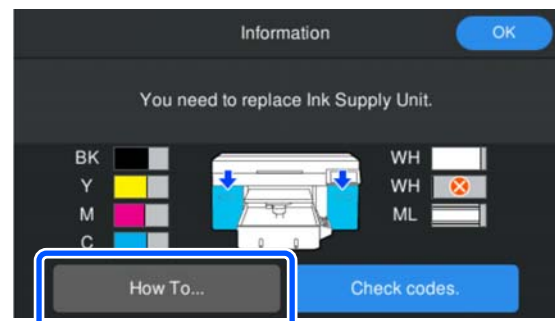 Information
OK
You need to replace Ink Supply Unit.
BK
WH
Y
WH
M
ML
C
How To...
Check codes.